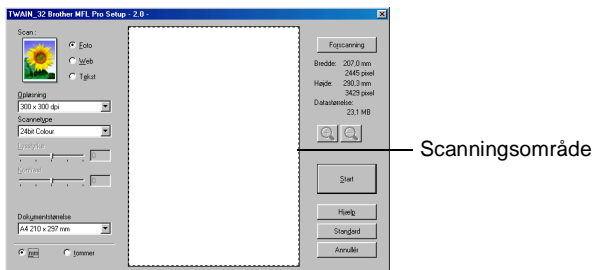 TWAIN_32 Brother MFL Pro Setup - 2.0 -
Scan:
Foto
Web
Tekst
Opløsning
300 x 300 dpi
Scannetype
24bit Colour
Lysstyrke
0
Kontrast
0
Dokumentstørrelse
A4 210 x 297 mm
mm
tommer
Forscanning
Bredde: 207,0 mm
2445 pixel
Højde: 290,3 mm
3429 pixel
Datastørrelse:
23,1 MB
Start
Hjælp
Standard
Annullér
Scanningsområde